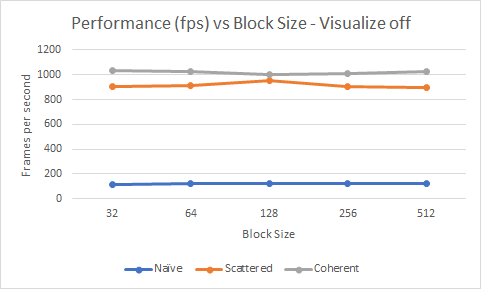 Performance (fps) vs Block Size - Visualize off
Frames per second
1200
1000
800
600
400
200
0
32 64 128 256 512
Block Size
Naïve Scattered Coherent